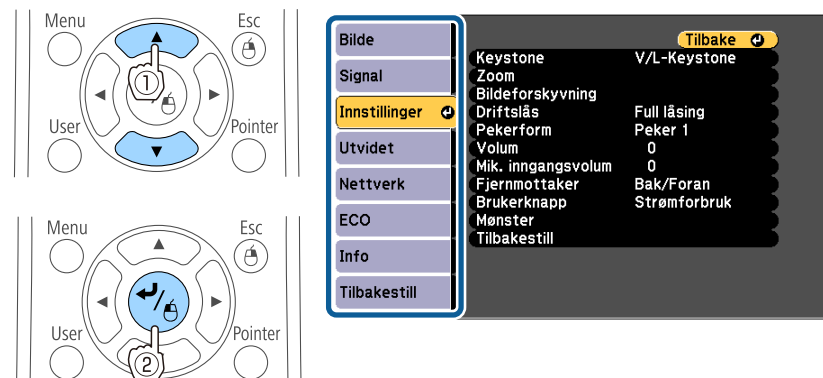 Menu Esc
1
User Pointer
Menu Esc
User Pointer
2
Bilde
Signal
Innstillinger
Utvidet
Nettverk
ECO
Info
Tilbakestill
Tilbake
Keystone V/L-Keystone
Zoom
Bildeforskyvning
Driftslås Full låsing
Pekerform Peker 1
Volum 0
Mik. inngangsvolum 0
Fjernmottaker Bak/Foran
Brukerknapp Strømforbruk
Mønster
Tilbakestill